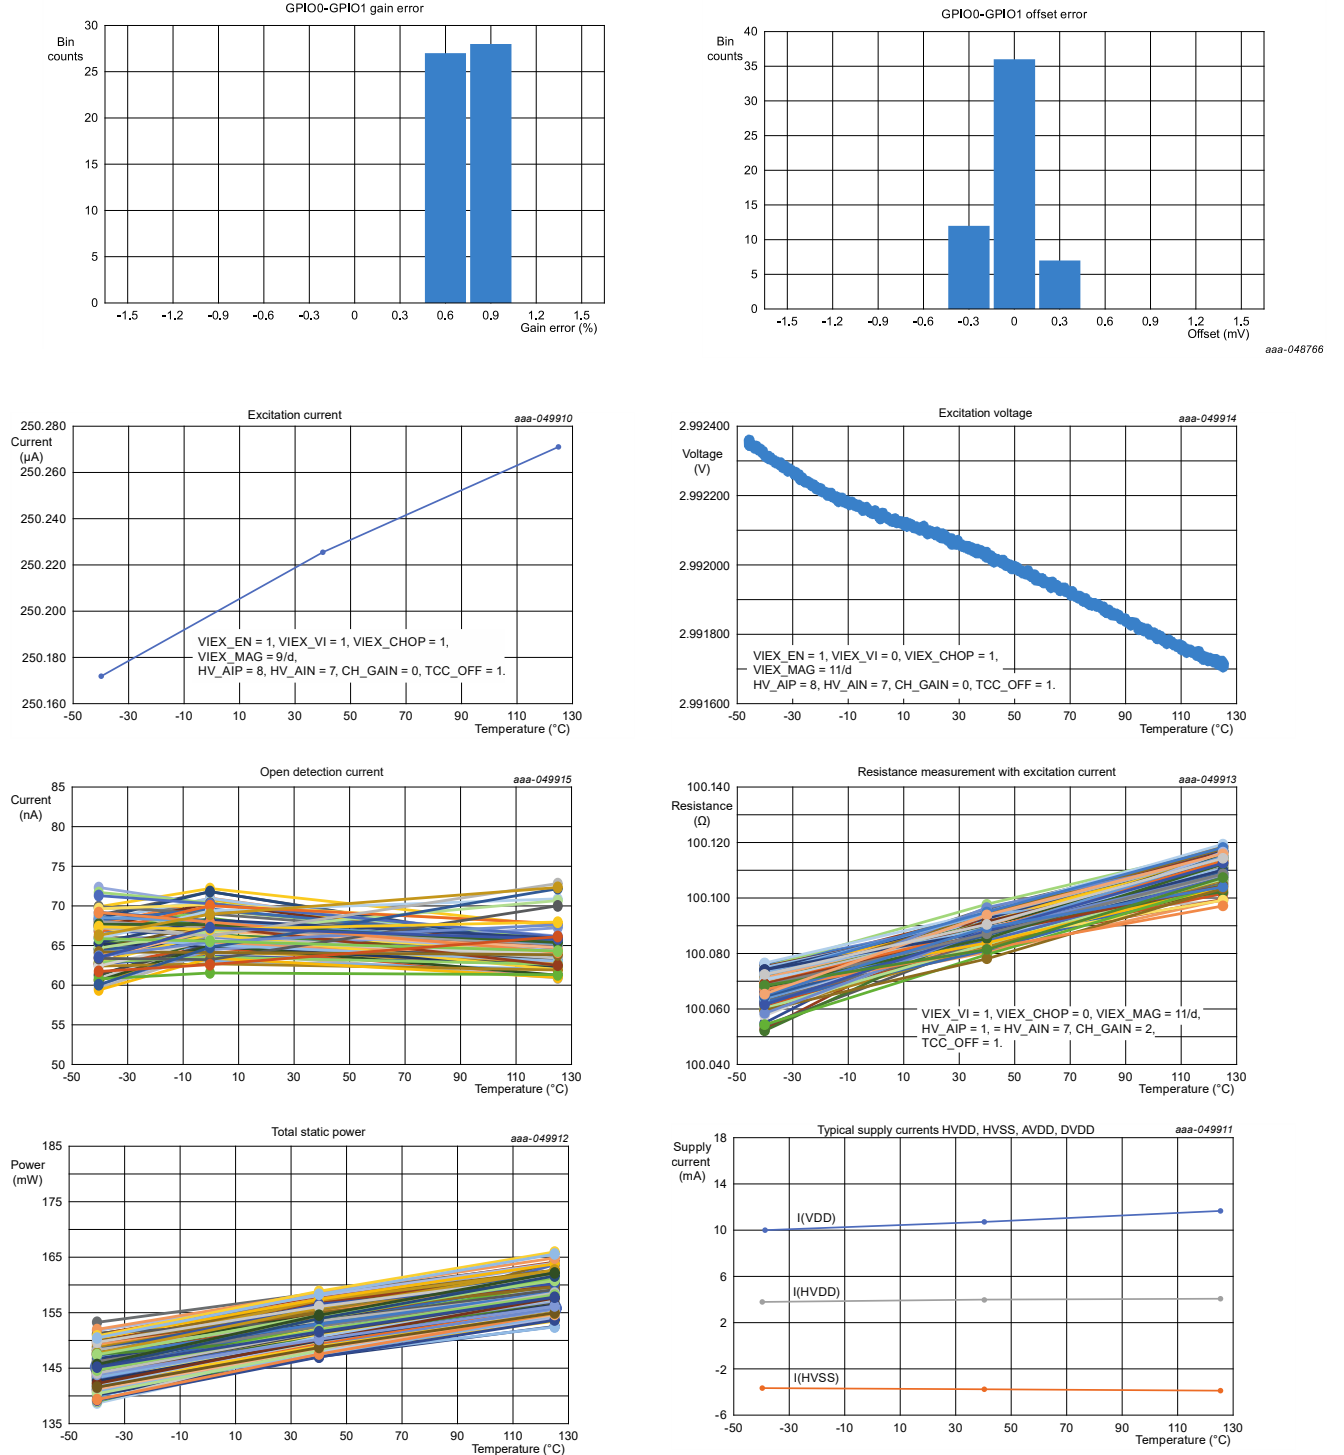 GPIO0-GPIO1 gain error
Bin
counts
30
25
20
15
10
5
0
-1.5 -1.2 -0.9 -0.6 -0.3 0 0.3 0.6 0.9 1.2 1.5
Gain error (%)
GPIO0-GPIO1 offset error
Bin
counts
40
35
30
25
20
15
10
5
0
-1.5 -1.2 -0.9 -0.6 -0.3 0 0.3 0.6 0.9 1.2 1.5
Offset (mV)
aaa-048766
Excitation current
aaa-049910
250.280
Current
(µA)
250.260
250.240
250.220
250.200
250.180
250.160
VIEX_EN = 1, VIEX_VI = 1, VIEX_CHOP = 1,
VIEX_MAG = 9/d,
HV_AIP = 8, HV_AIN = 7, CH_GAIN = 0, TCC_OFF = 1.
-50 -30 -10 10 30 50 70 90 110 130
Temperature (°C)
Excitation voltage
aaa-049914
2.992400
Voltage
(V)
2.992200
2.992000
2.991800
2.991600
VIEX_EN = 1, VIEX_VI = 0, VIEX_CHOP = 1,
VIEX_MAG = 11/d
HV_AIP = 8, HV_AIN = 7, CH_GAIN = 0, TCC_OFF = 1.
-50 -30 -10 10 30 50 70 90 110 130
Temperature (°C)
Open detection current
aaa-049915
85
Current
(nA)
80
75
70
65
60
55
50
-50 -30 -10 10 30 50 70 90 110 130
Temperature (°C)
Resistance measurement with excitation current
aaa-049913
100.140
Resistance
(Ω)
100.120
100.100
100.080
100.060
100.040
VIEX_VI = 1, VIEX_CHOP = 0, VIEX_MAG = 11/d,
HV_AIP = 1, = HV_AIN = 7, CH_GAIN = 2,
TCC_OFF = 1.
-50 -30 -10 10 30 50 70 90 110 130
Temperature (°C)
Total static power
aaa-049912
185
Power
(mW)
175
165
155
145
135
-50 -30 -10 10 30 50 70 90 110 130
Temperature (°C)
Typical supply currents HVDD, HVSS, AVDD, DVDD
aaa-049911
18
Supply
current
(mA)
14
10
6
2
-2
-6
I(VDD)
I(HVDD)
I(HVSS)
-50 -30 -10 10 30 50 70 90 110 130
Temperature (°C)